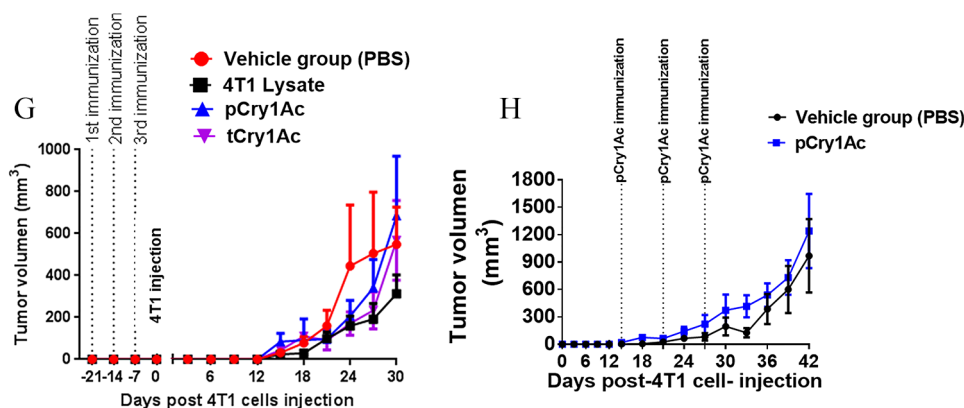 G
1st immunization
2nd immunization
3rd immunization
Vehicle group (PBS)
4T1 Lysate
pCry1Ac
tCry1Ac
Tumor volumen (mm3)
1000
800
600
400
200
0
4T1 injection
-21 -14 -7 0 6 12 18 24 30
Days post 4T1 cells injection
H
pCry1Ac immunization
pCry1Ac immunization
pCry1Ac immunization
Vehicle group (PBS)
pCry1Ac
Tumor volumen
(mm3)
1800
1500
1200
900
600
300
0
0 3 6 9 12 18 24 30 36 42
Days post-4T1 cell- injection